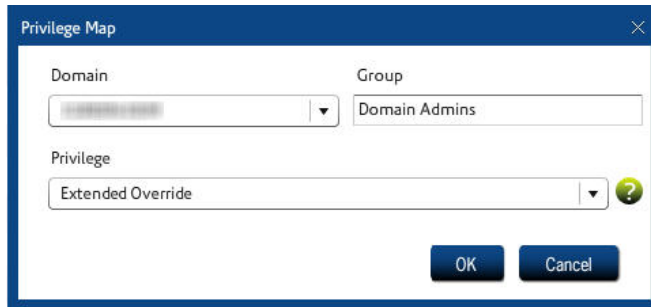 Privilege Map
Domain
Group
Domain Admins
Privilege
Extended Override
?
OK
Cancel